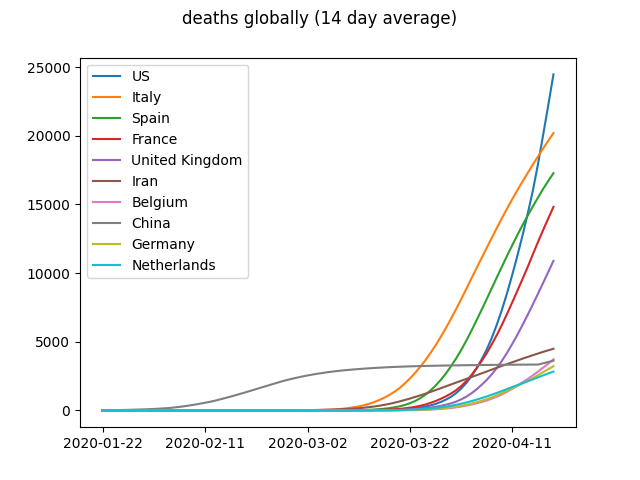 deaths globally (14 day average)
25000
20000
15000
10000
5000
0
US
Italy
Spain
France
United Kingdom
Iran
Belgium
China
Germany
Netherlands
2020-01-22 2020-02-11 2020-03-02 2020-03-22 2020-04-11